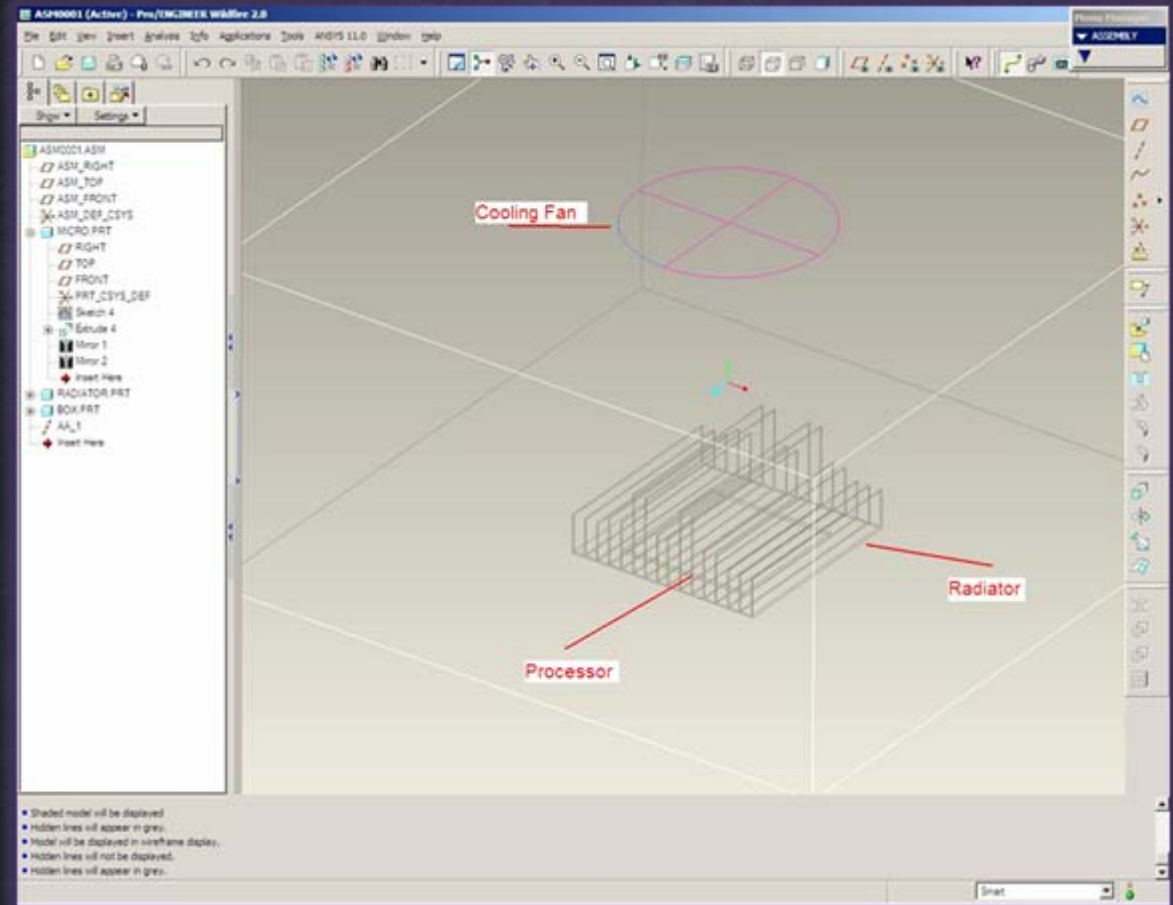 ASM0001 (Active) - Pro/ENGINEER Wildfire 2.0
Menu Manager
ASSEMBLY
File Edit View Insert Analysis Info Applications Tools ANSYS 11.0 Window Help
Show Settings
ASM0001.ASM
ASM_RIGHT
ASM_TOP
ASM_FRONT
ASM_DEF_CSYS
MICRO.PRT
RIGHT
TOP
FRONT
PRT_CSYS_DEF
Sketch 4
Extrude 4
Mirror 1
Mirror 2
Insert Here
RADIATOR.PRT
BOX.PRT
AA_1
Insert Here
Cooling Fan
Radiator
Processor
Shaded model will be displayed
Hidden lines will appear in grey.
Model will be displayed in wireframe display.
Hidden lines will not be displayed.
Hidden lines will appear in grey.
Smart